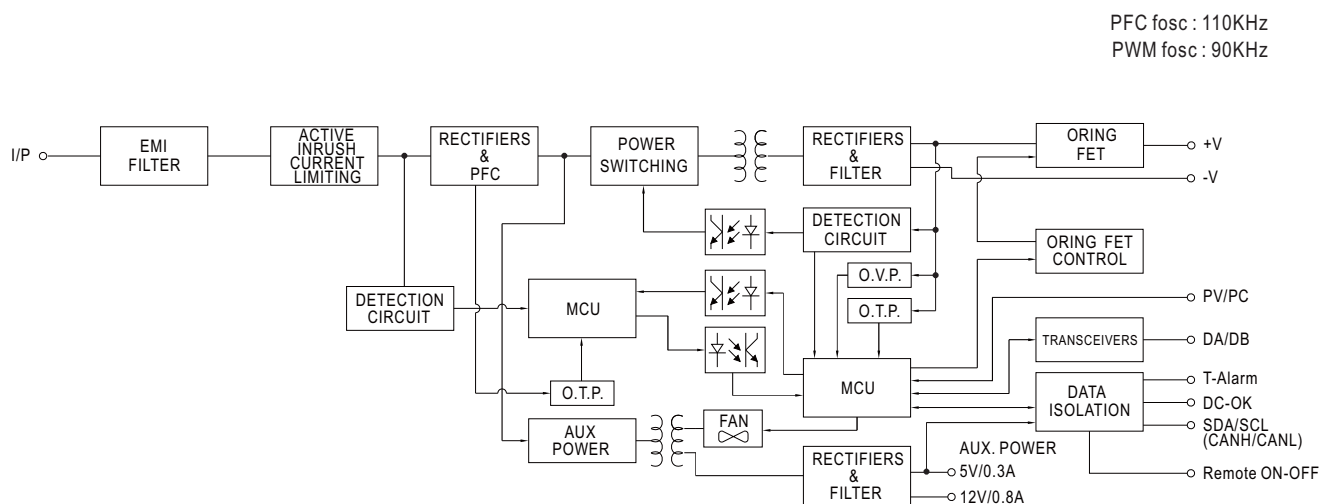 PFC fosc : 110KHz
PWM fosc : 90KHz
I/P
EMI
FILTER
ACTIVE
INRUSH
CURRENT
LIMITING
RECTIFIERS
&
PFC
POWER
SWITCHING
RECTIFIERS
&
FILTER
ORING
FET
+V
-V
DETECTION
CIRCUIT
ORING FET
CONTROL
O.V.P.
O.T.P.
DETECTION
CIRCUIT
MCU
PV/PC
TRANSCEIVERS
DA/DB
O.T.P.
MCU
DATA
ISOLATION
T-Alarm
DC-OK
SDA/SCL
(CANH/CANL)
Remote ON-OFF
AUX
POWER
FAN
RECTIFIERS
&
FILTER
AUX. POWER
5V/0.3A
12V/0.8A